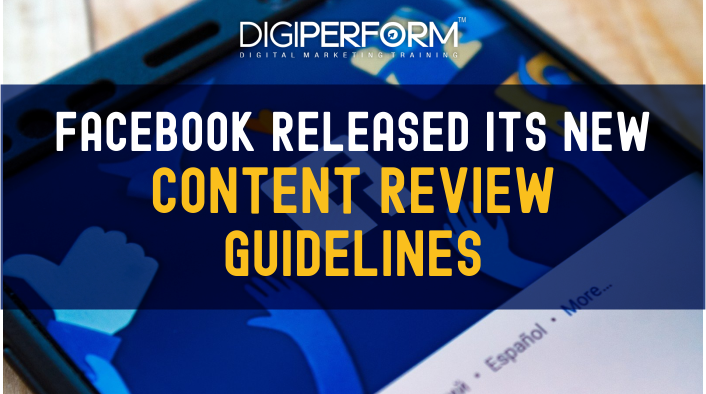 DIGIPERFORM™
DIGITAL MARKETING TRAINING
FACEBOOK RELEASED ITS NEW
CONTENT REVIEW
GUIDELINES
Español • More...